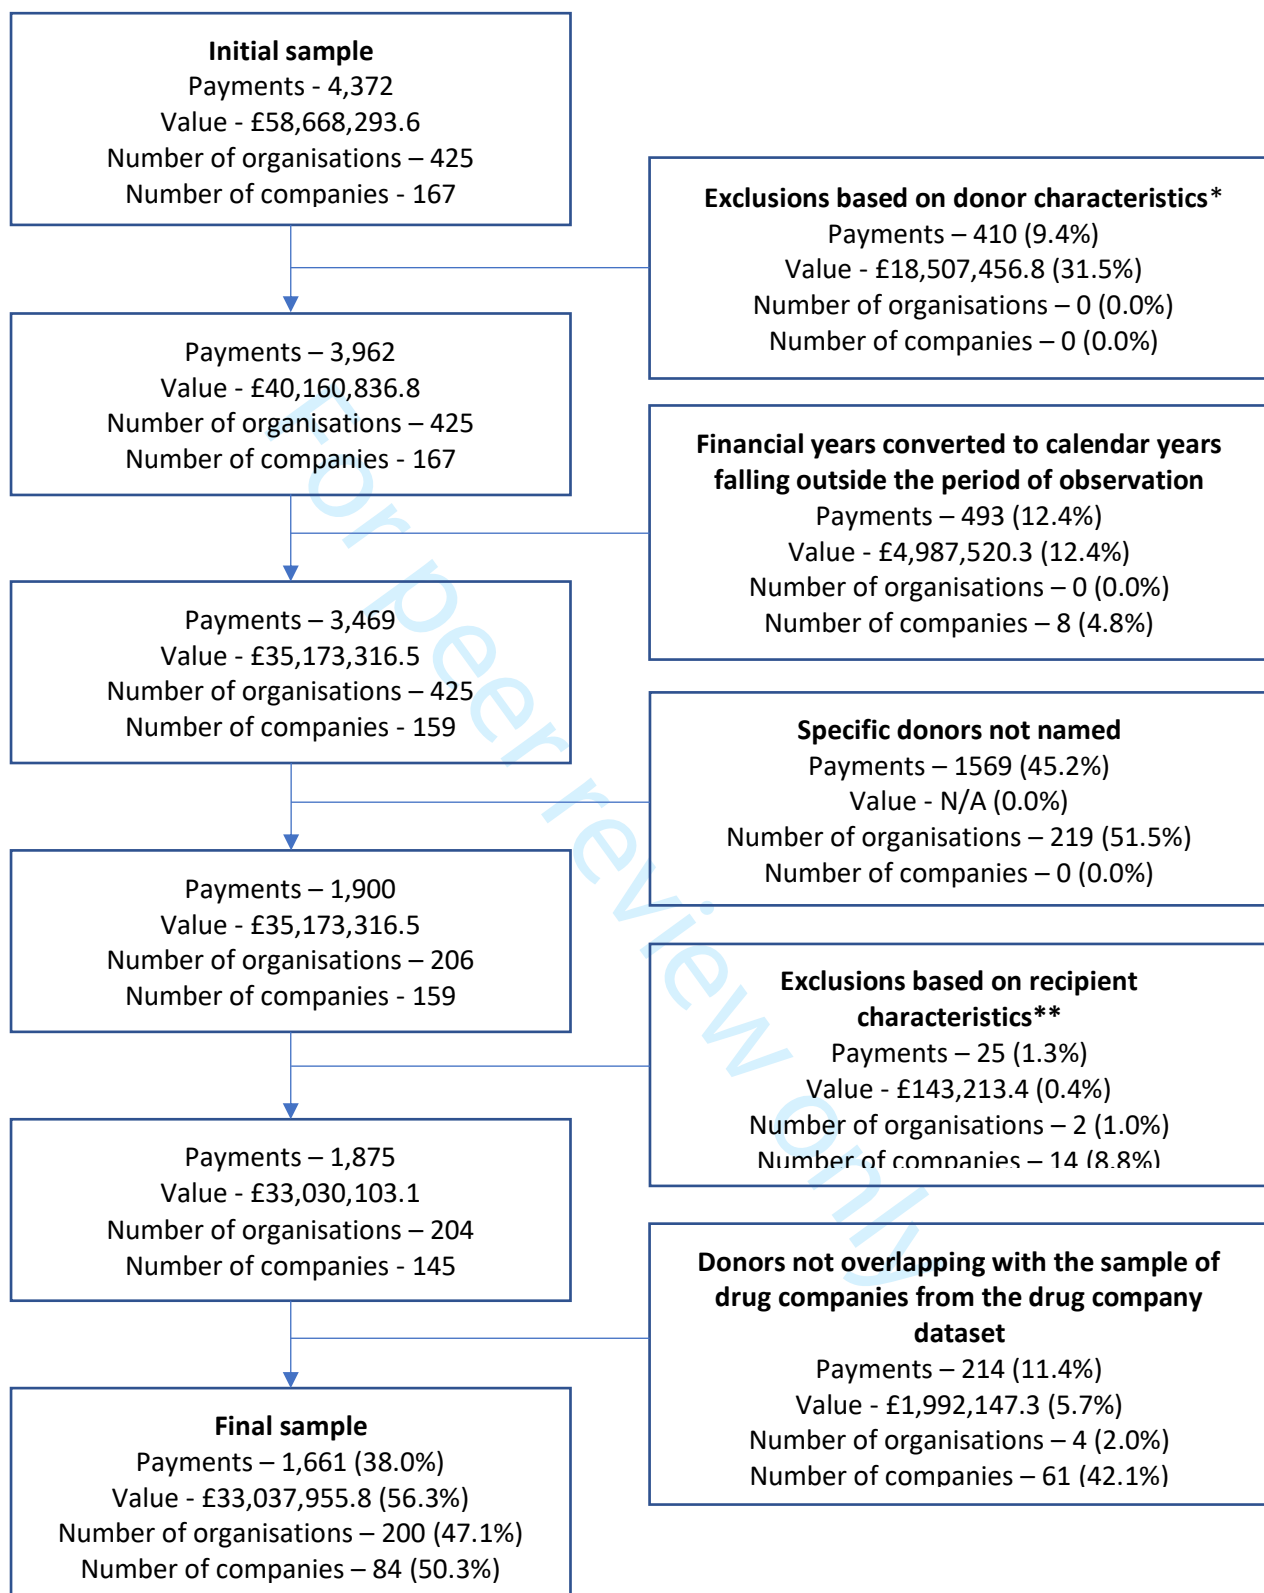 Initial sample
Payments - 4,372
Value - £58,668,293.6
Number of organisations – 425
Number of companies - 167
Exclusions based on donor characteristics*
Payments – 410 (9.4%)
Value - £18,507,456.8 (31.5%)
Number of organisations – 0 (0.0%)
Number of companies – 0 (0.0%)
Payments – 3,962
Value - £40,160,836.8
Number of organisations – 425
Number of companies - 167
Financial years converted to calendar years
falling outside the period of observation
Payments – 493 (12.4%)
Value - £4,987,520.3 (12.4%)
Number of organisations – 0 (0.0%)
Number of companies – 8 (4.8%)
Payments – 3,469
Value - £35,173,316.5
Number of organisations – 425
Number of companies - 159
Specific donors not named
Payments – 1569 (45.2%)
Value - N/A (0.0%)
Number of organisations – 219 (51.5%)
Number of companies – 0 (0.0%)
Payments – 1,900
Value - £35,173,316.5
Number of organisations – 206
Number of companies - 159
Exclusions based on recipient
characteristics**
Payments – 25 (1.3%)
Value - £143,213.4 (0.4%)
Number of organisations – 2 (1.0%)
Number of companies – 14 (8.8%)
Payments – 1,875
Value - £33,030,103.1
Number of organisations – 204
Number of companies - 145
Donors not overlapping with the sample of
drug companies from the drug company
dataset
Payments – 214 (11.4%)
Value - £1,992,147.3 (5.7%)
Number of organisations – 4 (2.0%)
Number of companies – 61 (42.1%)
Final sample
Payments – 1,661 (38.0%)
Value – £33,037,955.8 (56.3%)
Number of organisations – 200 (47.1%)
Number of companies – 84 (50.3%)
For peer review only